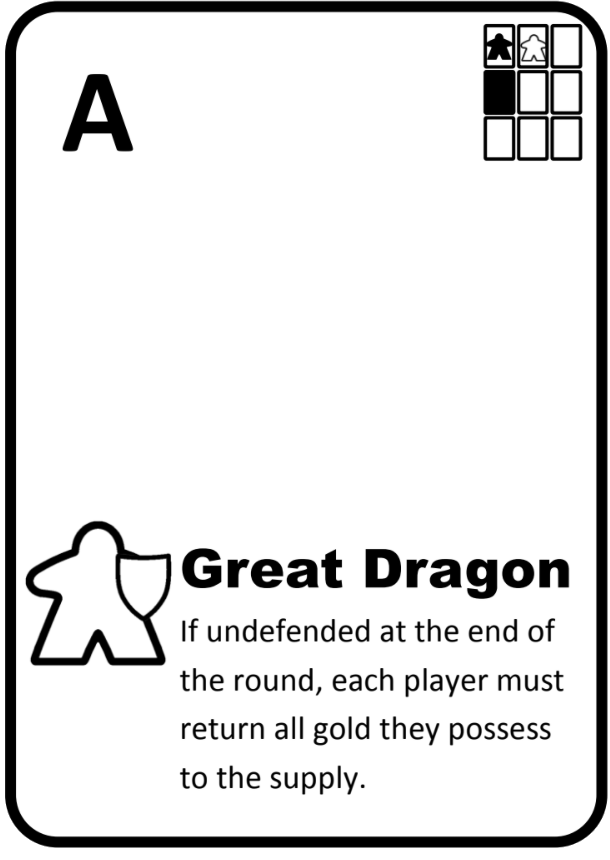 A
Great Dragon
If undefended at the end of
the round, each player must
return all gold they possess
to the supply.